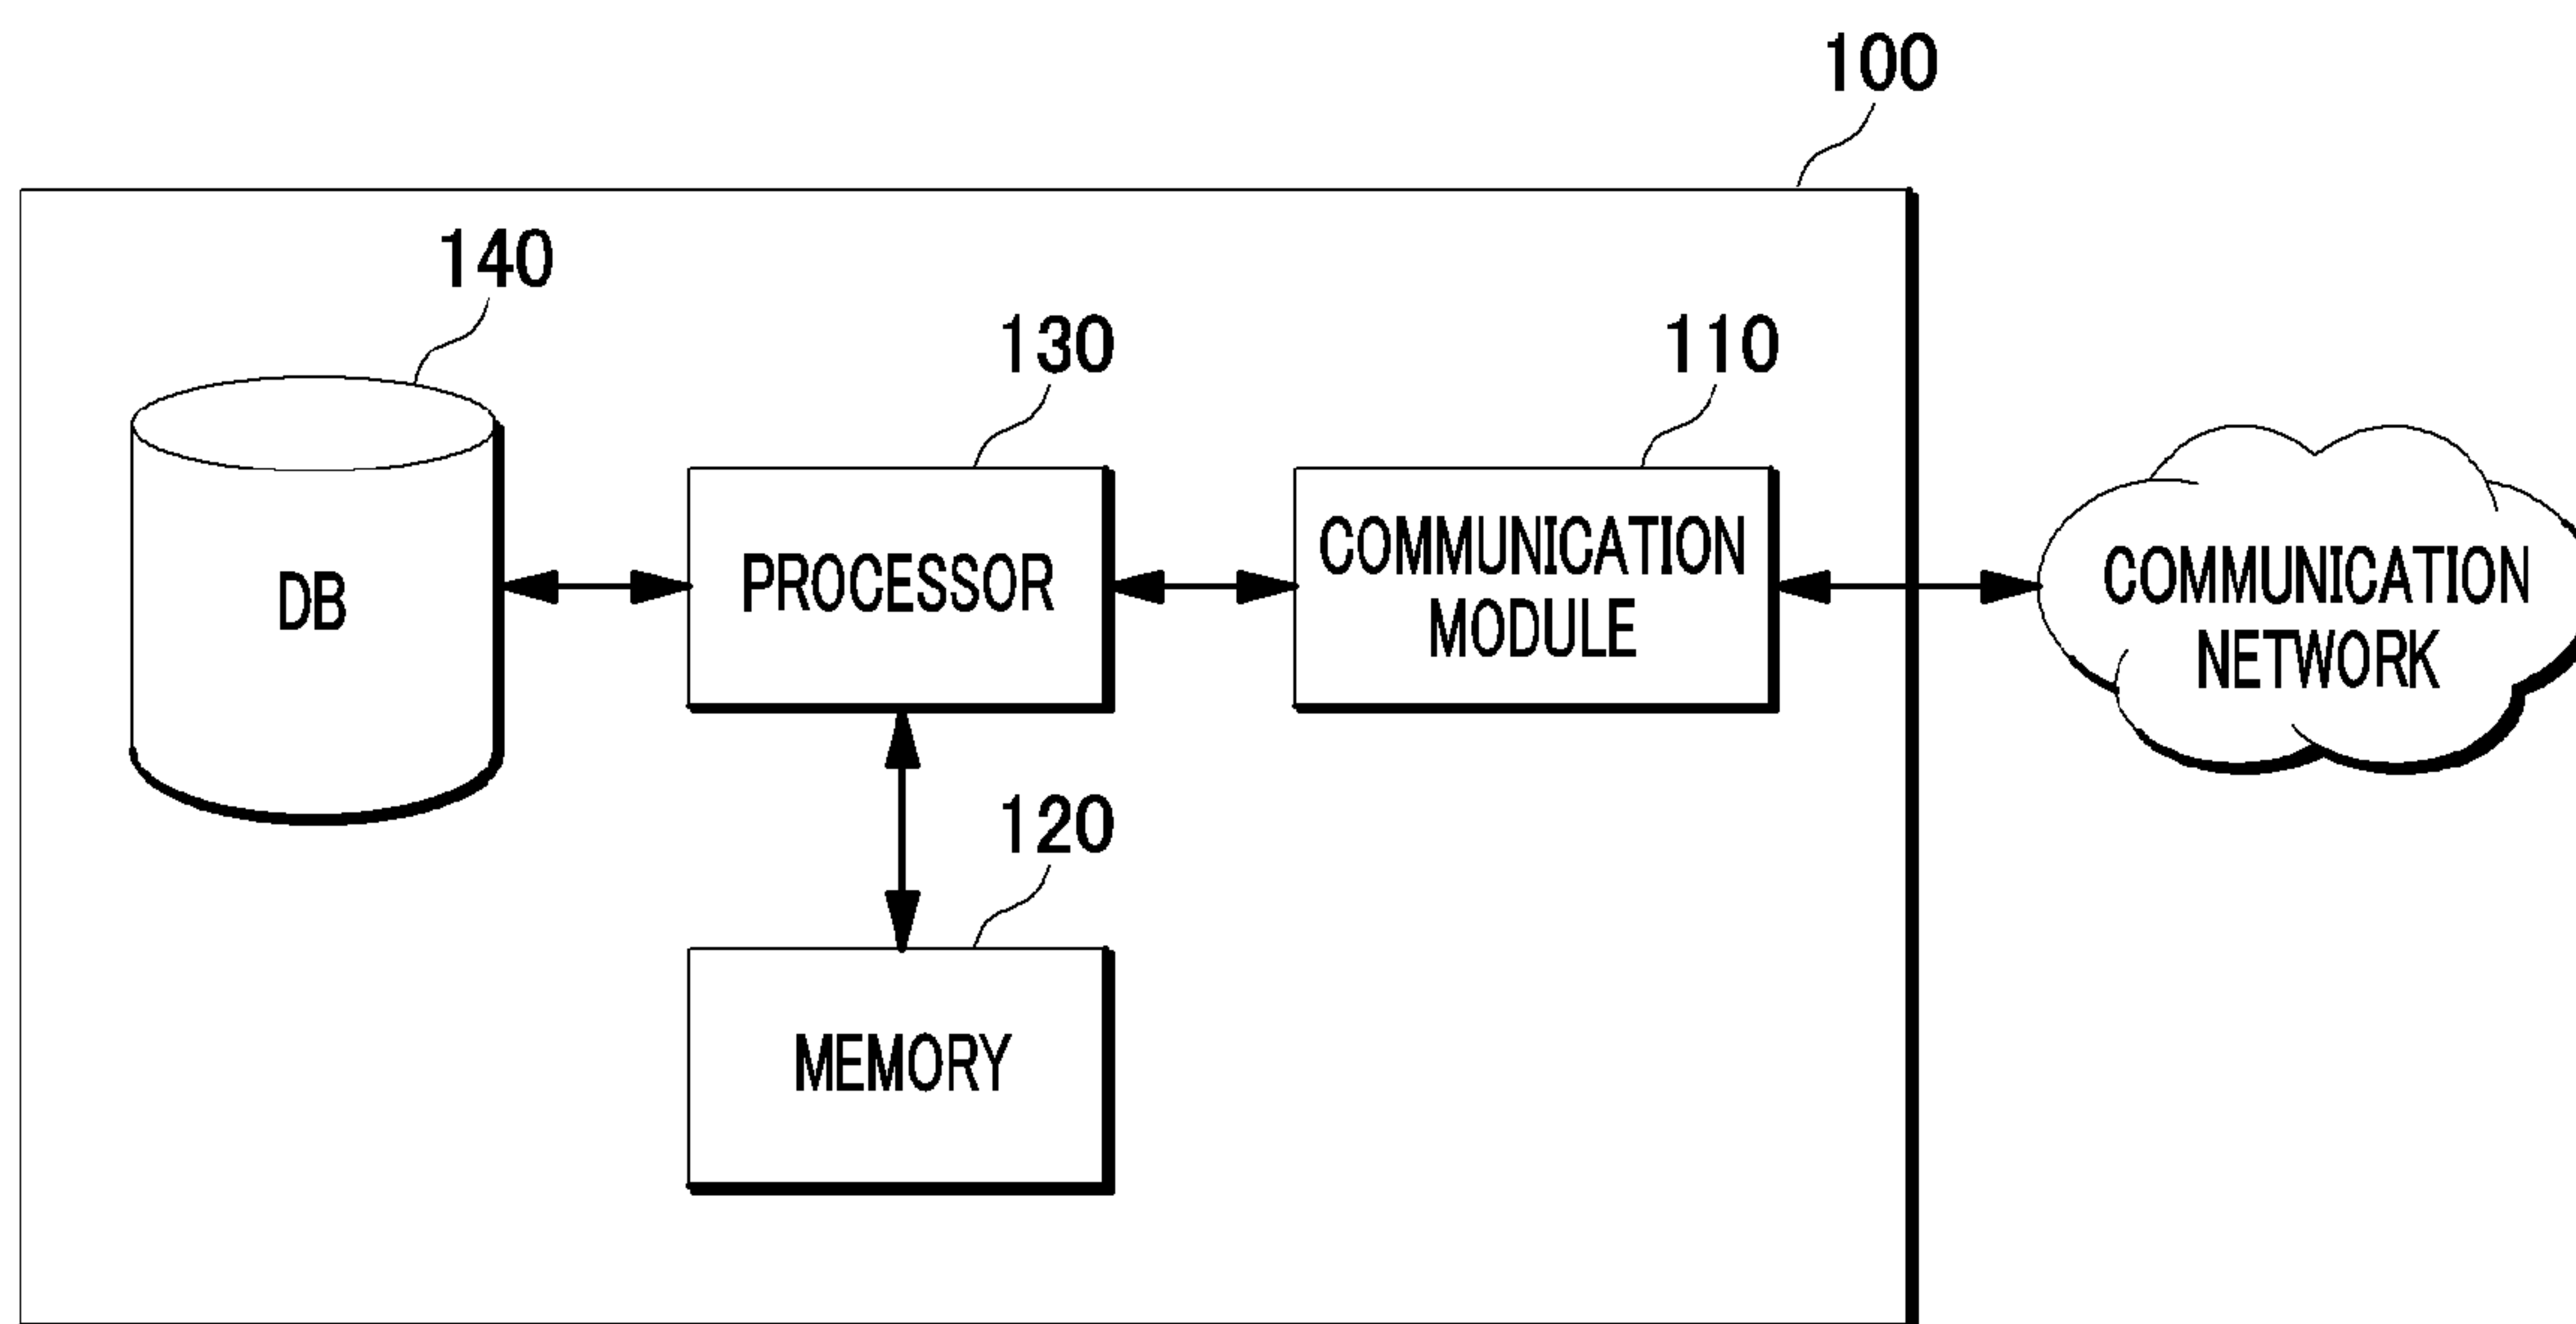 100
140
130
110
DB
PROCESSOR
COMMUNICATION
MODULE
COMMUNICATION
NETWORK
120
MEMORY